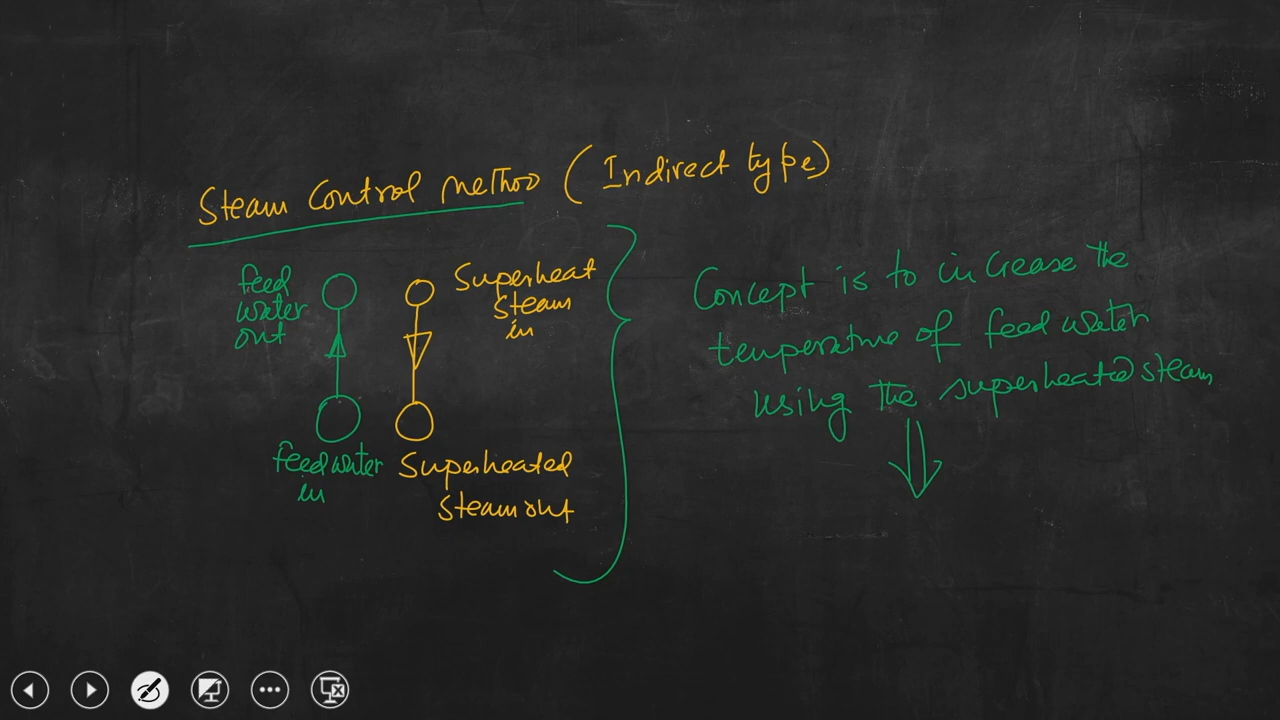 Steam Control Method (Indirect type)
feed
water
out
Superheat
steam
in
feed water
in
Superheated
steam out
Concept is to increase the
temperature of feed water
using the superheated steam